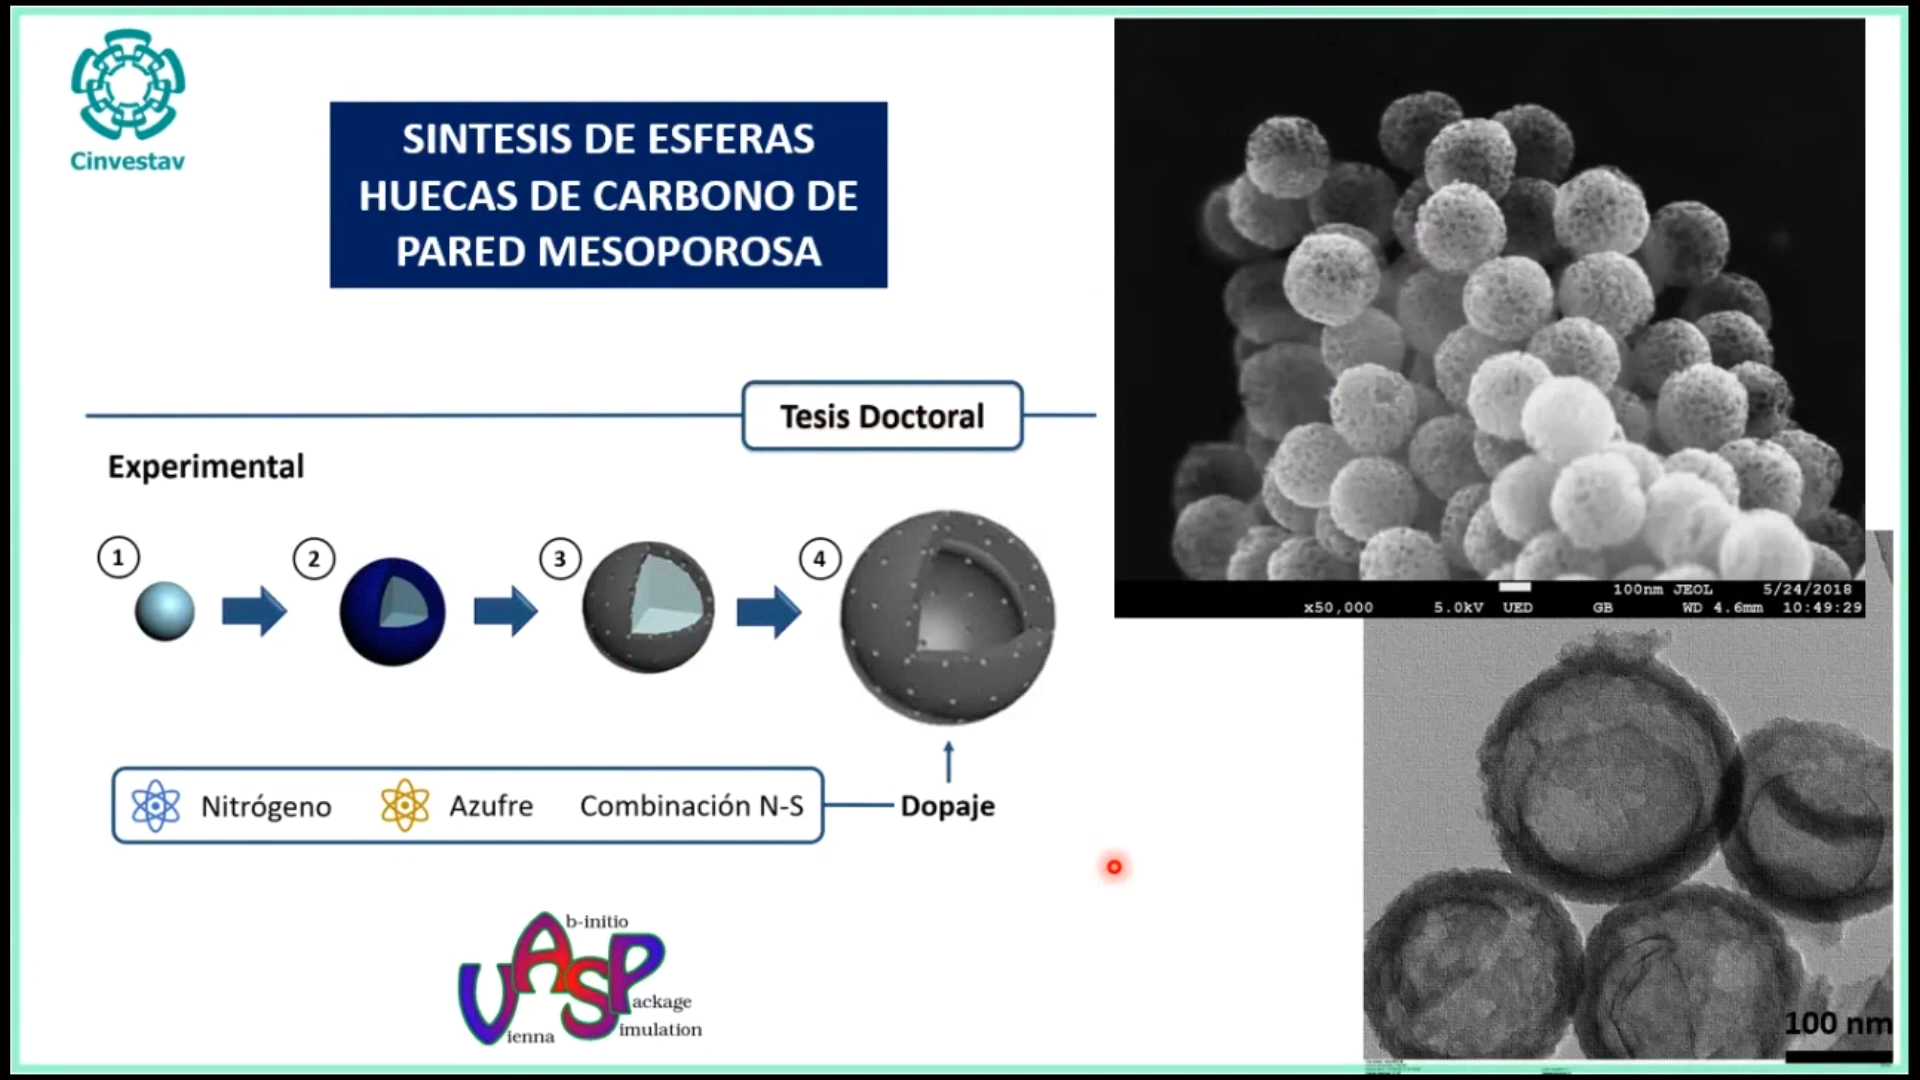 Cinvestav
SINTESIS DE ESFERAS
HUECAS DE CARBONO DE
PARED MESOPOROSA
Tesis Doctoral
Experimental
1
2
3
4
Nitrógeno
Azufre
Combinación N-S
Dopaje
b-initio
VASP
ackage
imulation
ienna
100nm JEOL 5/24/2018
x50,000 5.0kV UED GB WD 4.6mm 10:49:29
100 nm